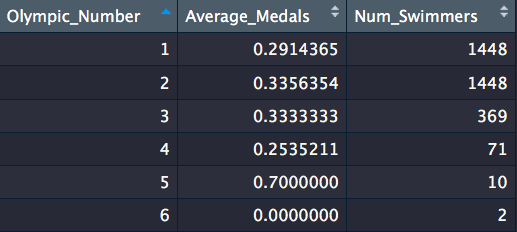 Olympic_Number Average_Medals Num_Swimmers
1 0.2914365 1448
2 0.3356354 1448
3 0.3333333 369
4 0.2535211 71
5 0.7000000 10
6 0.0000000 2